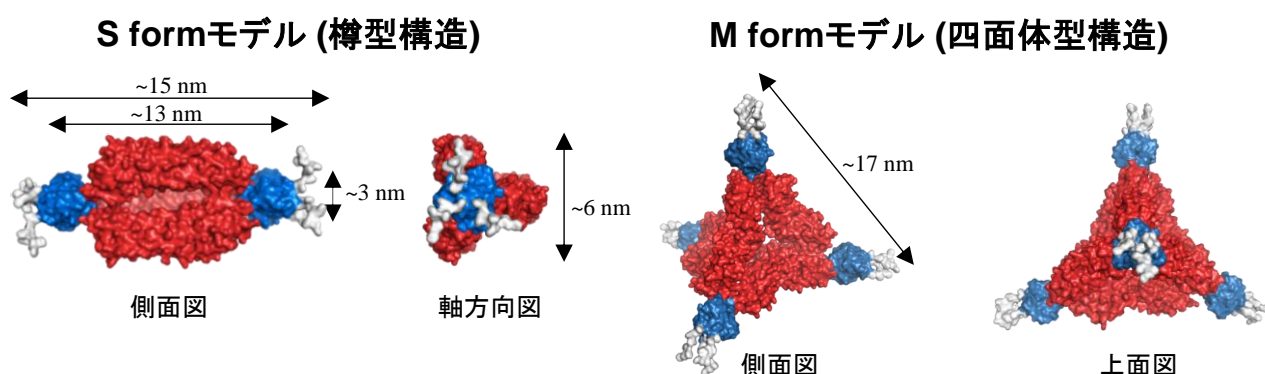 S formモデル (樽型構造)
~15 nm
~13 nm
~3 nm
~6 nm
側面図
軸方向図
M formモデル (四面体型構造)
~17 nm
側面図
上面図